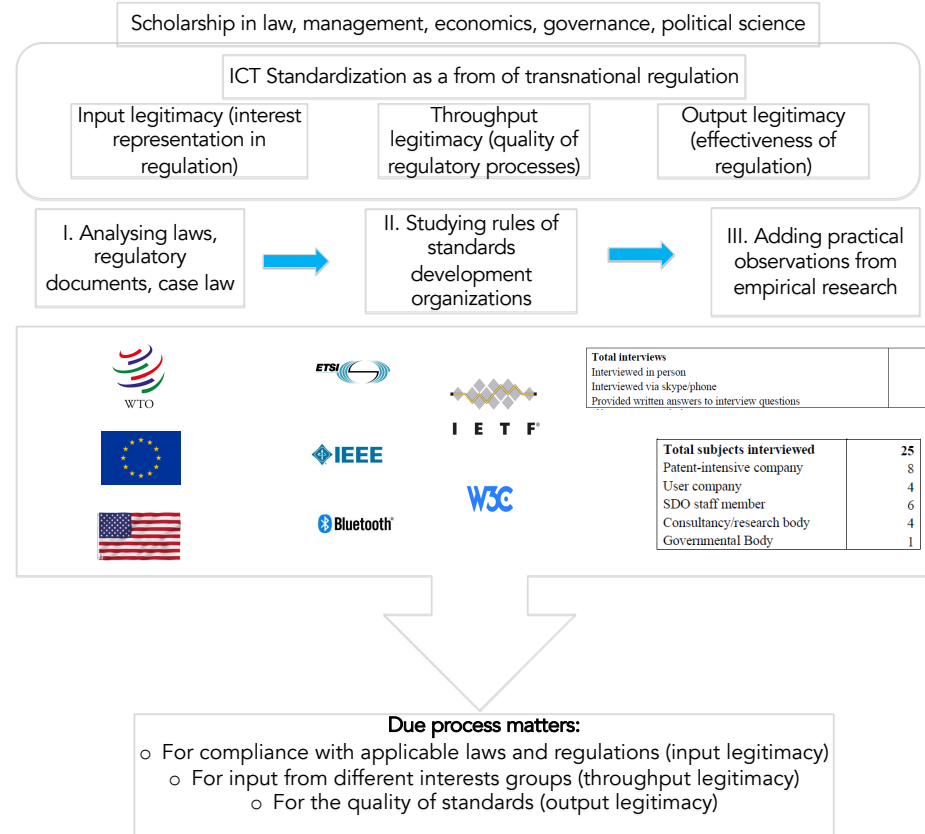 Scholarship in law, management, economics, governance, political science
ICT Standardization as a from of transnational regulation
Input legitimacy (interest
representation in
regulation)
Throughput
legitimacy (quality of
regulatory processes)
Output legitimacy
(effectiveness of
regulation)
I. Analysing laws,
regulatory
documents, case law
II. Studying rules of
standards
development
organizations
III. Adding practical
observations from
empirical research
WTO
ETSI
IEEE
Bluetooth®
I E T F®
W3C
Total interviews
Interviewed in person
Interviewed via skype/phone
Provided written answers to interview questions
Total subjects interviewed 25
Patent-intensive company 8
User company 4
SDO staff member 6
Consultancy/research body 4
Governmental Body 1
Due process matters:
o For compliance with applicable laws and regulations (input legitimacy)
o For input from different interests groups (throughput legitimacy)
o For the quality of standards (output legitimacy)